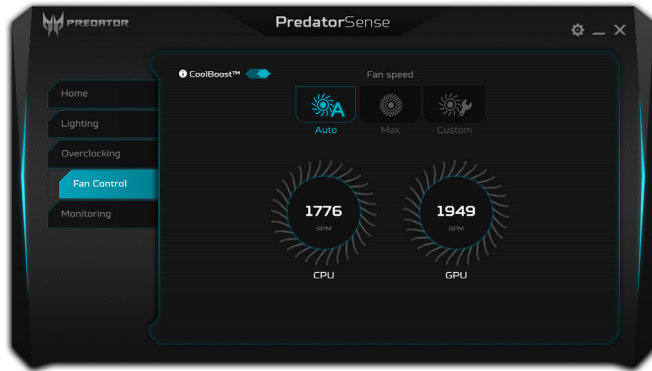 PREDATOR
PredatorSense
Home
Lighting
Overclocking
Fan Control
Monitoring
CoolBoost™
Fan speed
Auto
Max
Custom
1776
RPM
CPU
1949
RPM
GPU